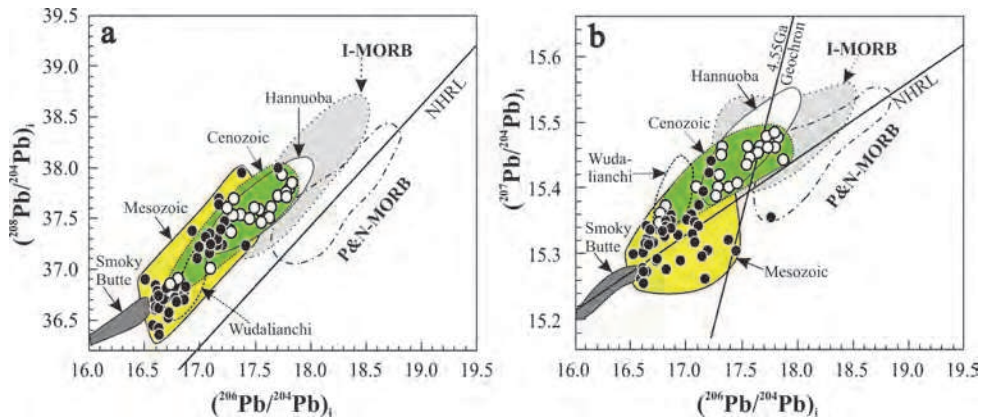 a
39.5
39.0
38.5
38.0
37.5
37.0
36.5
(²⁰⁸Pb/²⁰⁴Pb)ᵢ
I-MORB
Hannuoba
NHRL
Cenozoic
Mesozoic
P&N-MORB
Smoky
Butte
Wudalianchi
16.0 16.5 17.0 17.5 18.0 18.5 19.0 19.5
(²⁰⁶Pb/²⁰⁴Pb)ᵢ
b
15.6
15.5
15.4
15.3
15.2
(²⁰⁷Pb/²⁰⁴Pb)ᵢ
4.55Ga
Geochron
I-MORB
Hannuoba
NHRL
Cenozoic
Wuda-
lianchi
P&N-MORB
Smoky
Butte
Mesozoic
16.0 16.5 17.0 17.5 18.0 18.5 19.0 19.5
(²⁰⁶Pb/²⁰⁴Pb)ᵢ